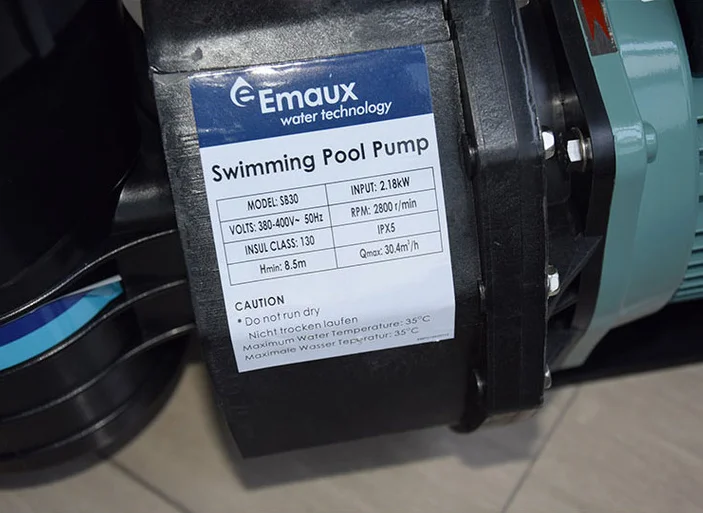 Emaux
water technology
Swimming Pool Pump
MODEL: SB30 INPUT: 2.18kW
VOLTS: 380-400V~ 50Hz RPM: 2800 r/min
INSUL CLASS: 130 IPX5
Hmin: 8.5m Qmax: 30.4m³/h
CAUTION
* Do not run dry
Nicht trocken laufen
Maximum Water Temperature: 35°C
Maximale Wasser Teperatur: 35°C